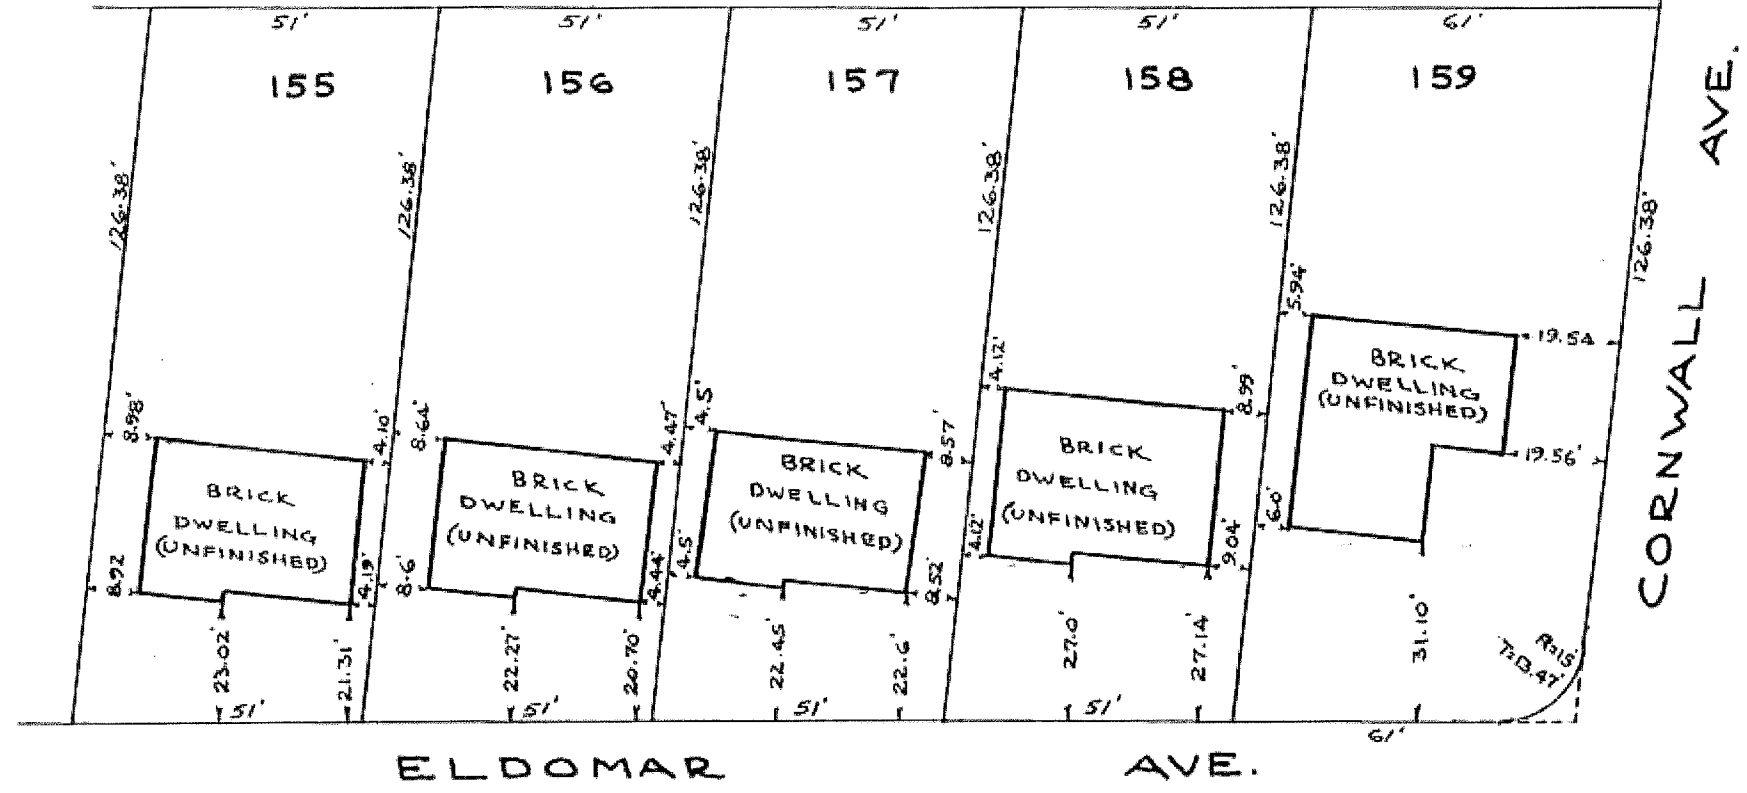 51'
51'
51'
51'
61'
155
156
157
158
159
126.38'
126.38'
126.38'
126.38'
126.38'
126.38'
CORNWALL AVE.
8.98'
4.10'
8.64'
4.47'
4.5'
8.57'
4.12'
8.99'
5.94'
19.54
BRICK
DWELLING
(UNFINISHED)
BRICK
DWELLING
(UNFINISHED)
BRICK
DWELLING
(UNFINISHED)
BRICK
DWELLING
(UNFINISHED)
BRICK
DWELLING
(UNFINISHED)
8.92
4.19'
8.6'
4.44'
4.5'
8.52'
4.12'
9.04'
6.0'
19.56'
23.02'
21.31'
22.27'
20.70'
22.45'
22.6'
27.0'
27.14'
31.10'
R=15'
T=13.47'
51'
51'
51'
51'
61'
ELDOMAR AVE.